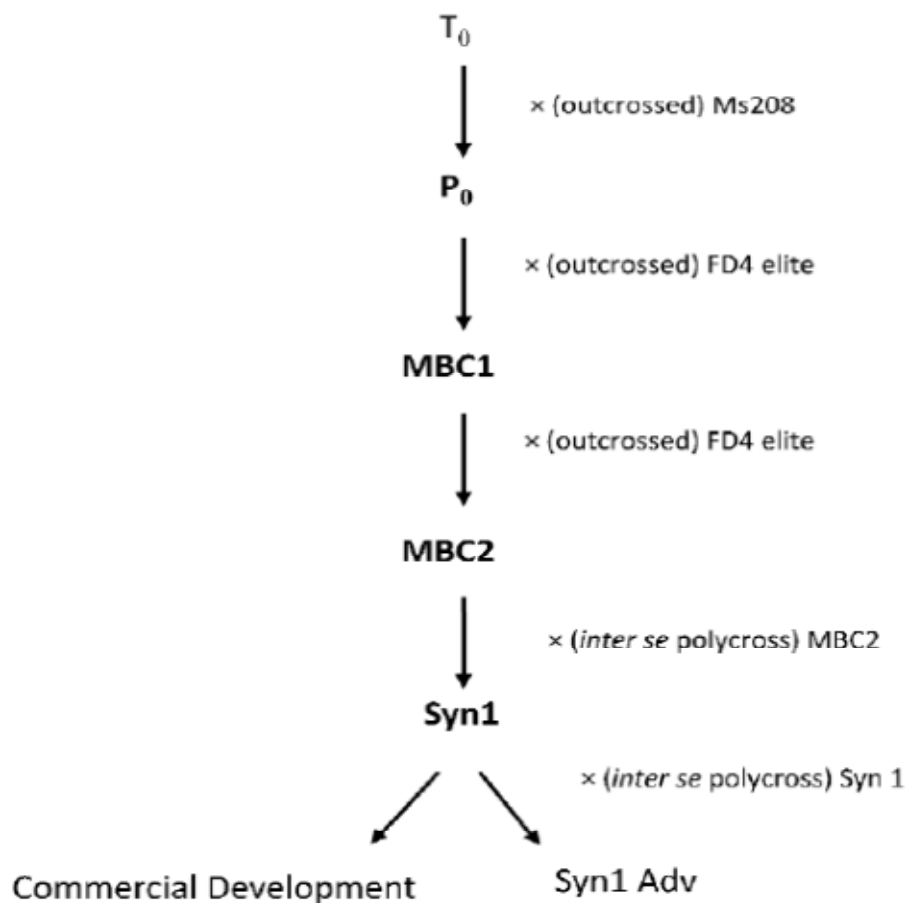 T₀
× (outcrossed) Ms208
P₀
× (outcrossed) FD4 elite
MBC1
× (outcrossed) FD4 elite
MBC2
× (inter se polycross) MBC2
Syn1
× (inter se polycross) Syn 1
Commercial Development
Syn1 Adv